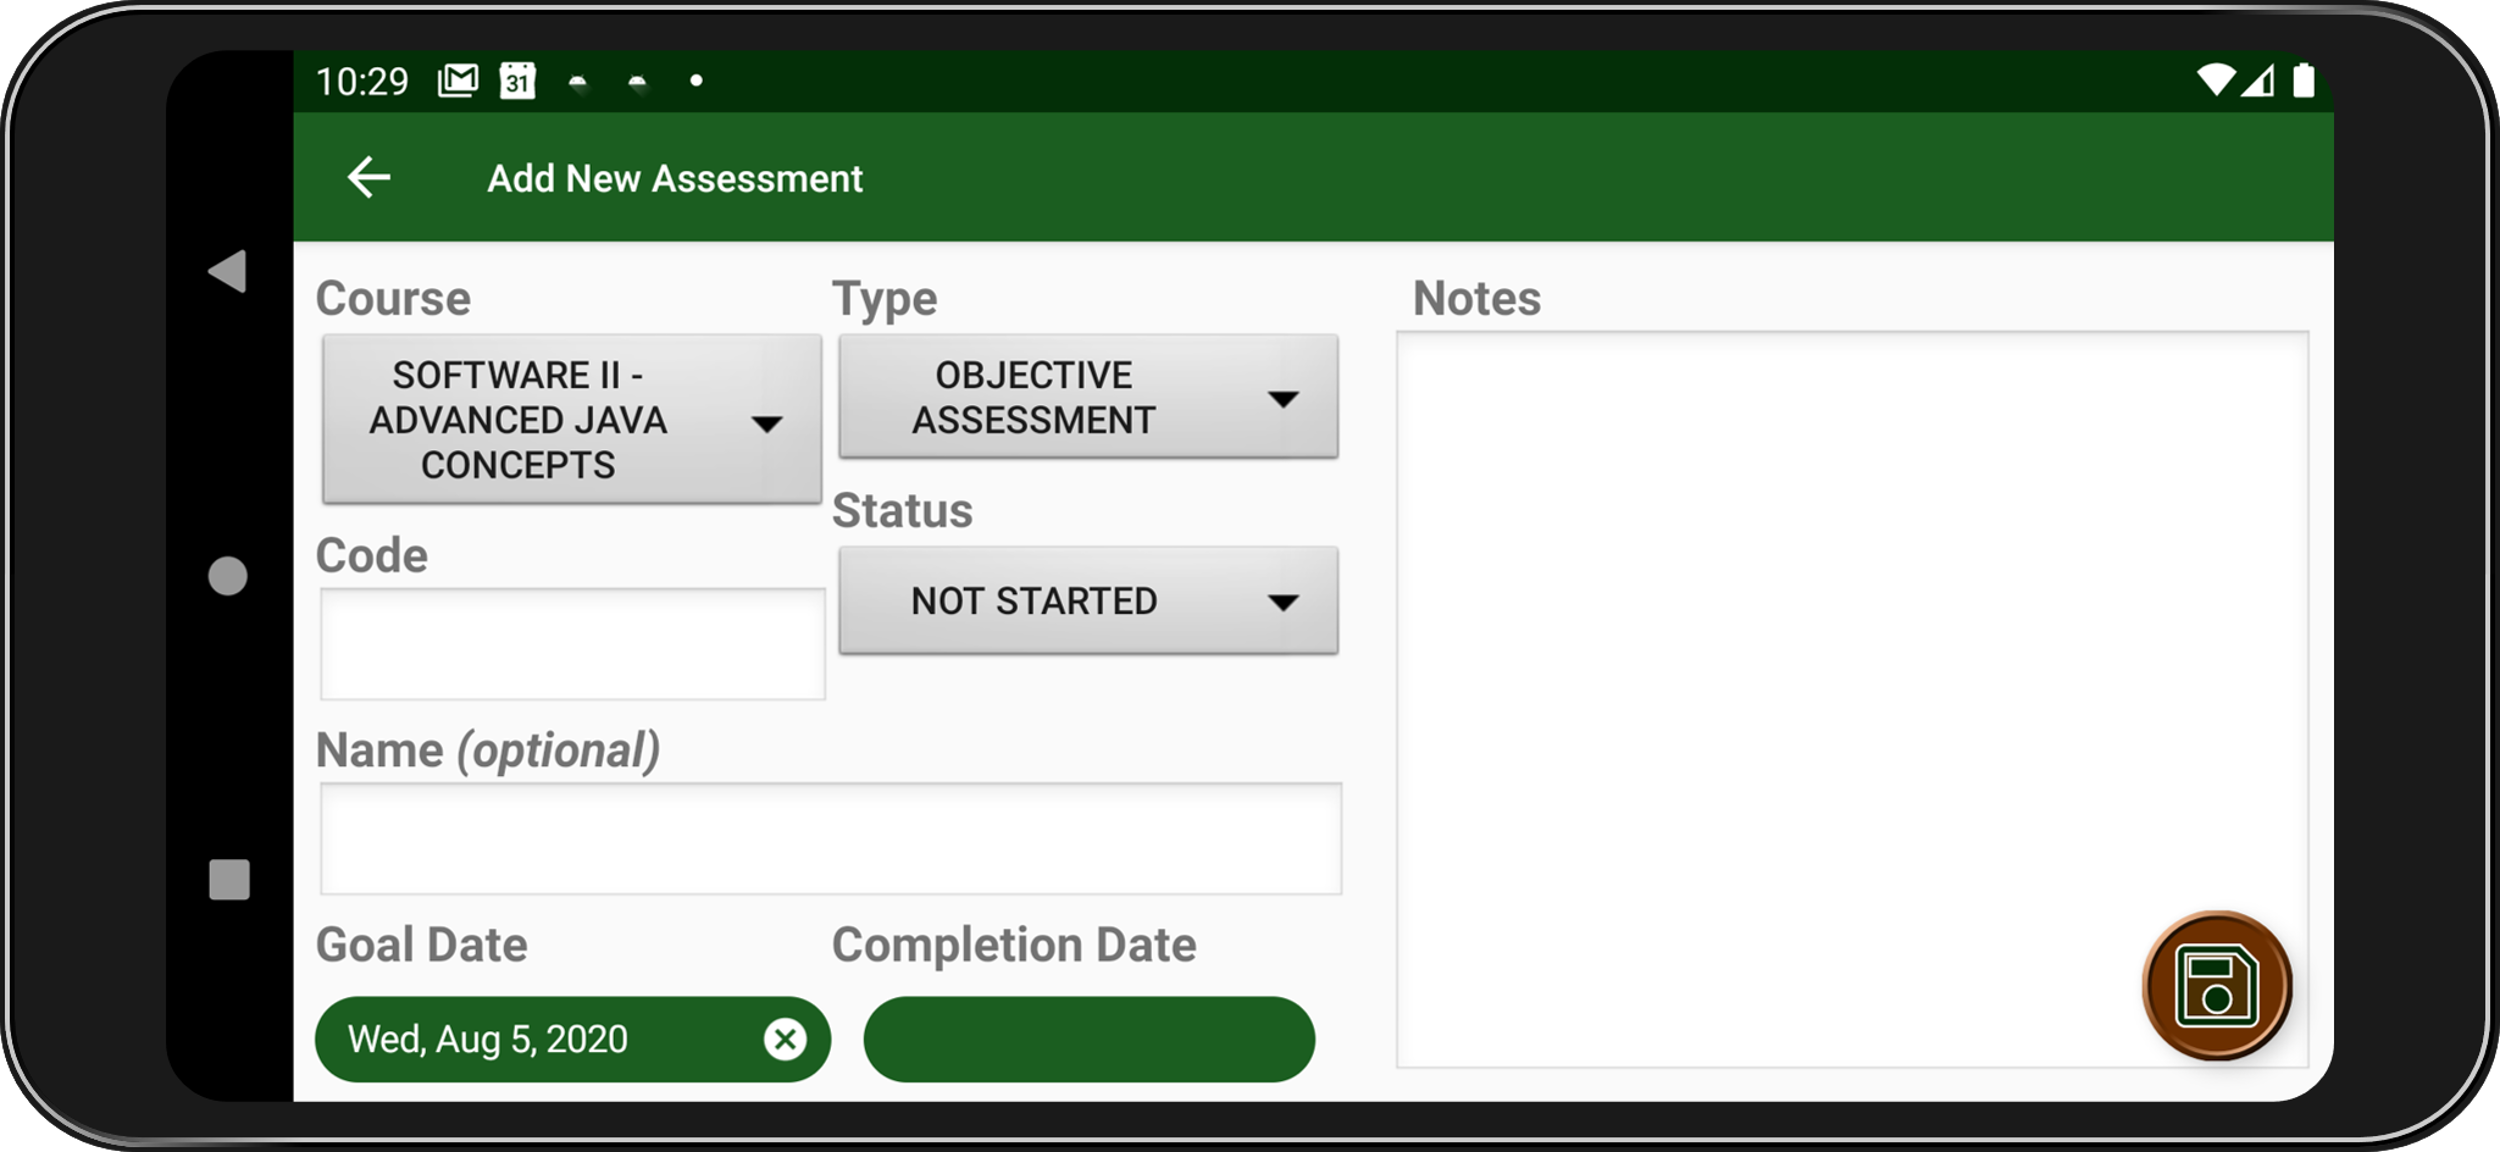 10:29
31
Add New Assessment
Course
SOFTWARE II -
ADVANCED JAVA
CONCEPTS
Type
OBJECTIVE
ASSESSMENT
Status
NOT STARTED
Code
Name (optional)
Goal Date
Wed, Aug 5, 2020
Completion Date
Notes